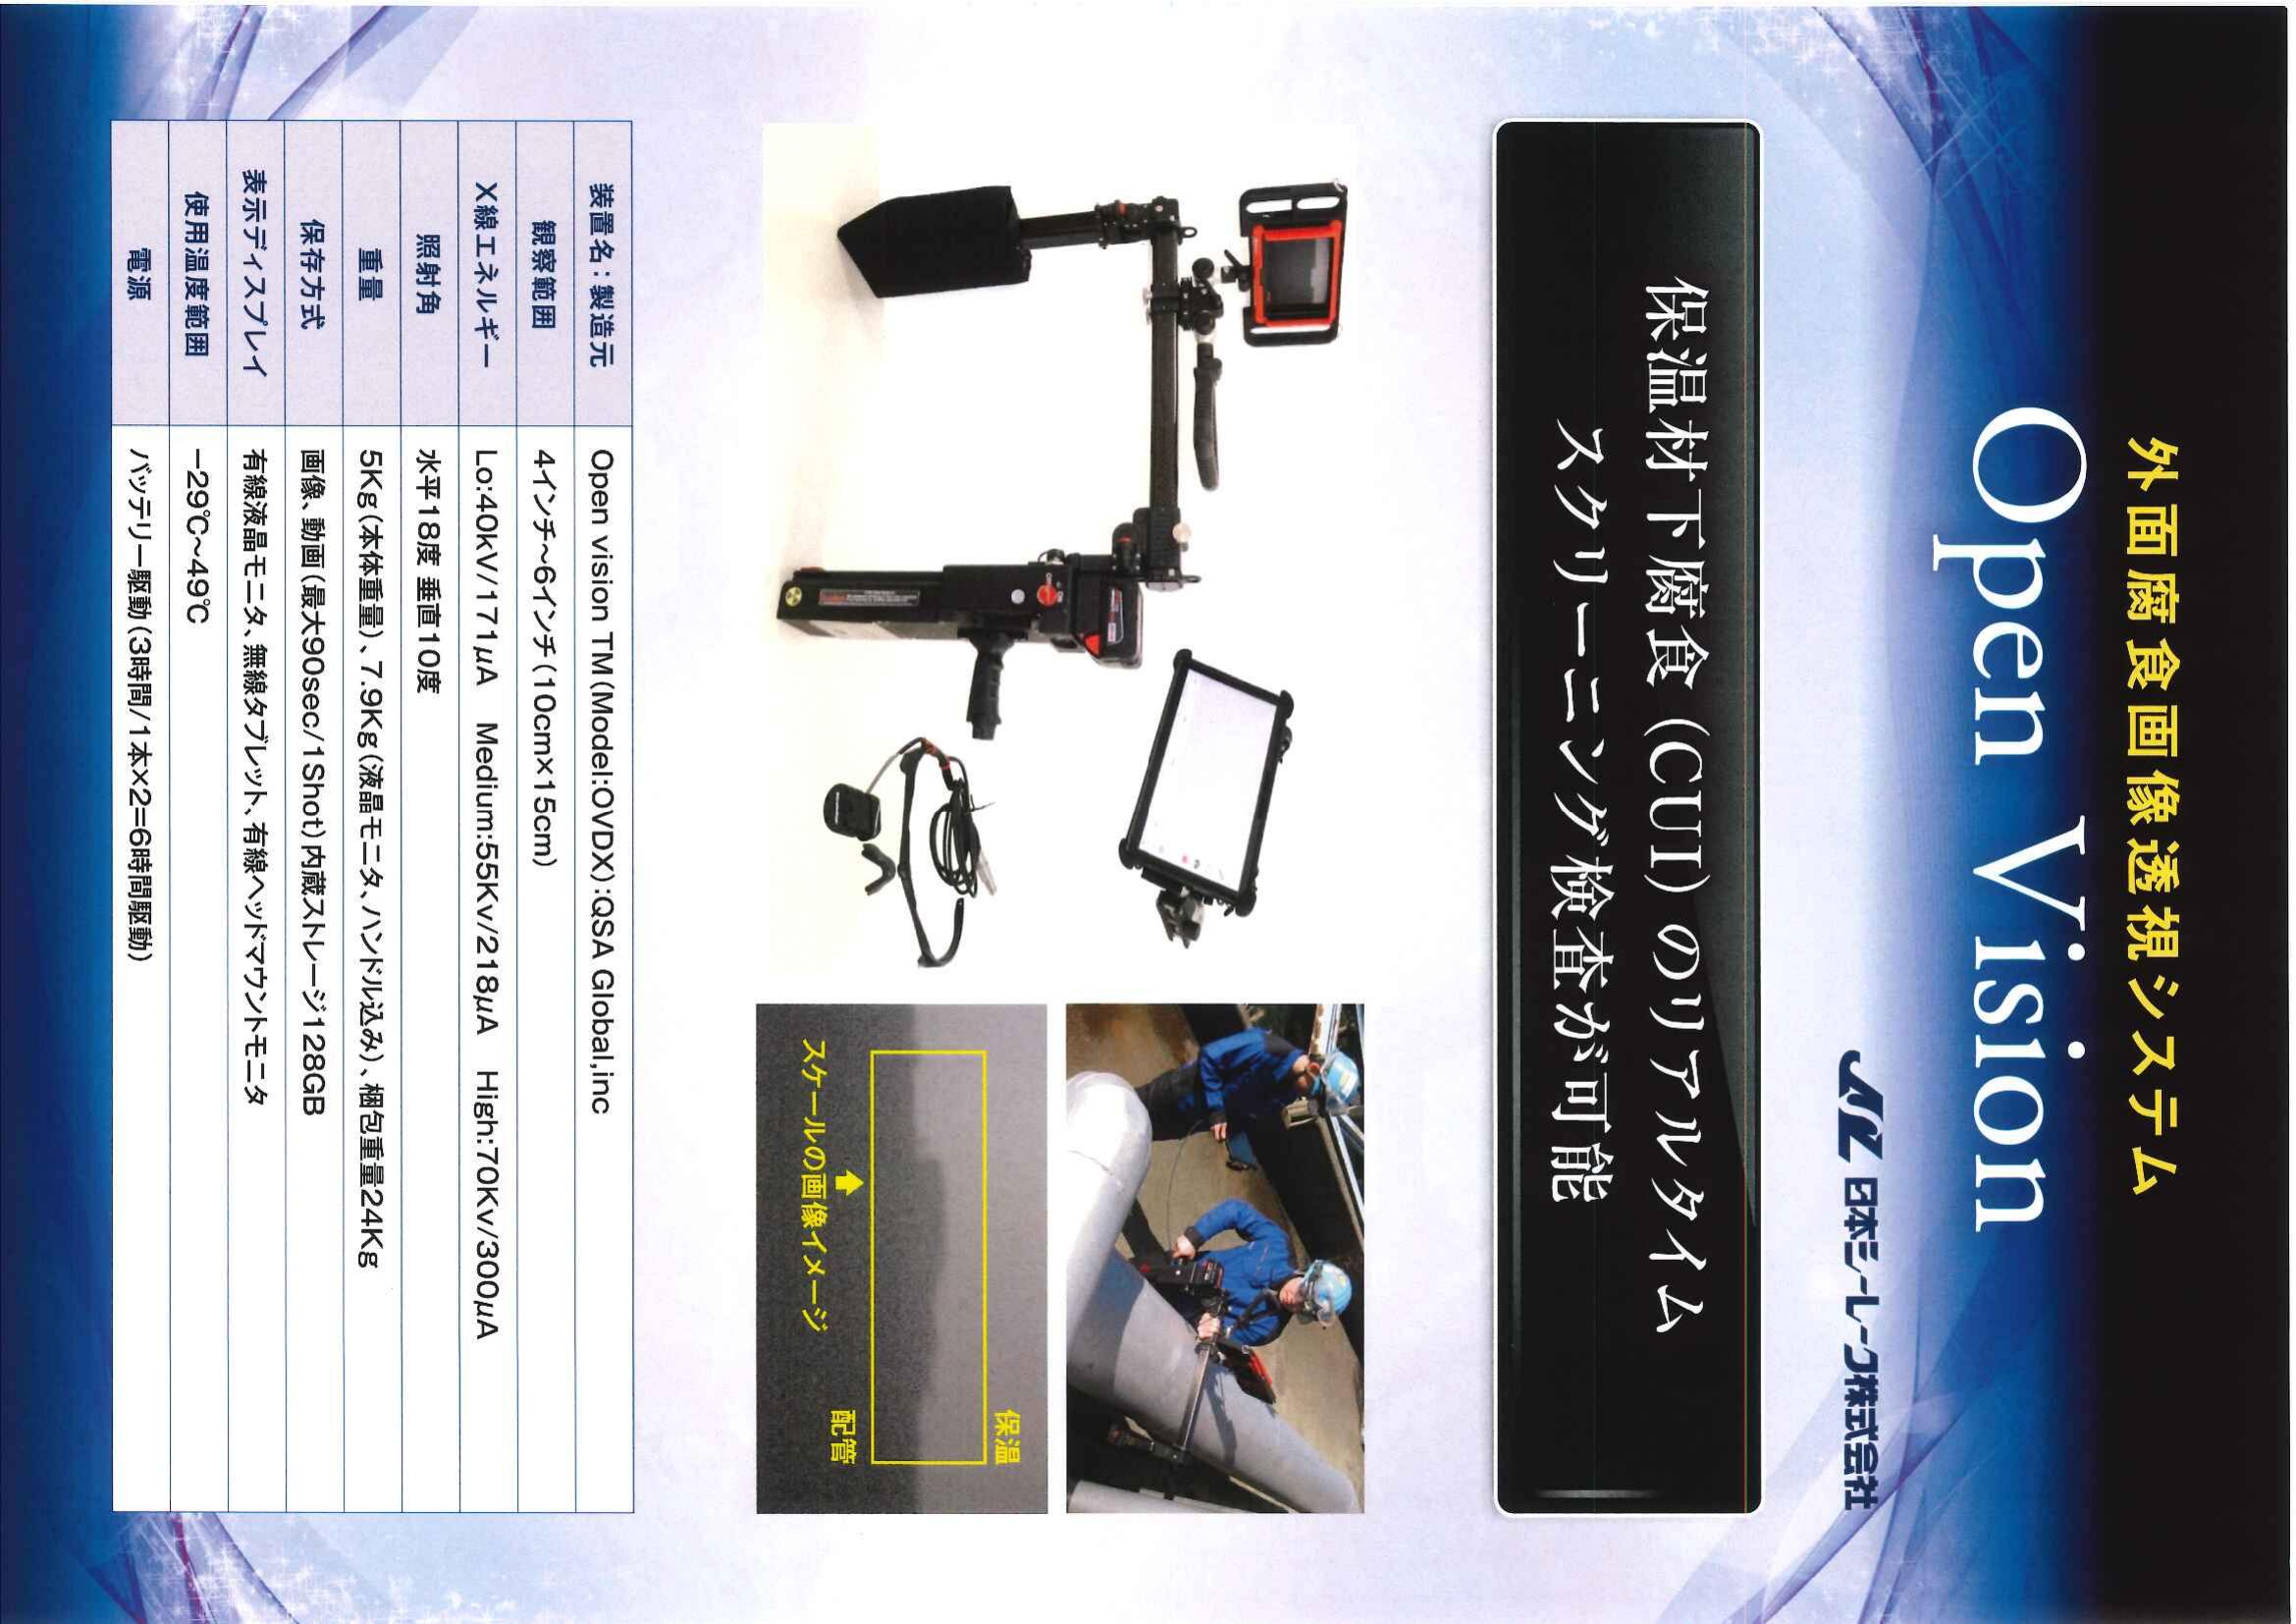 外面腐食画像透視システム
Open Vision
JSL 日本シーレーク株式会社
保温材下腐食（CUI）のリアルタイム
スクリーニング検査が可能
保温
配管
スケールの画像イメージ
装置名：製造元 Open vision TM（Model:OVDX）:QSA Global,inc
観察範囲 4インチ〜6インチ（10cm×15cm）
X線エネルギー Lo:40kV/171μA Medium:55Kv/218μA High:70Kv/300μA
照射角 水平18度 垂直10度
重量 5Kg（本体重量）、7.9Kg（液晶モニタ、ハンドル込み）、梱包重量24Kg
保存方式 画像、動画（最大90sec/1Shot）内蔵ストレージ128GB
表示ディスプレイ 有線液晶モニタ、無線タブレット、有線ヘッドマウントモニタ
使用温度範囲 −29℃〜49℃
電源 バッテリー駆動（3時間/1本×2=6時間駆動）